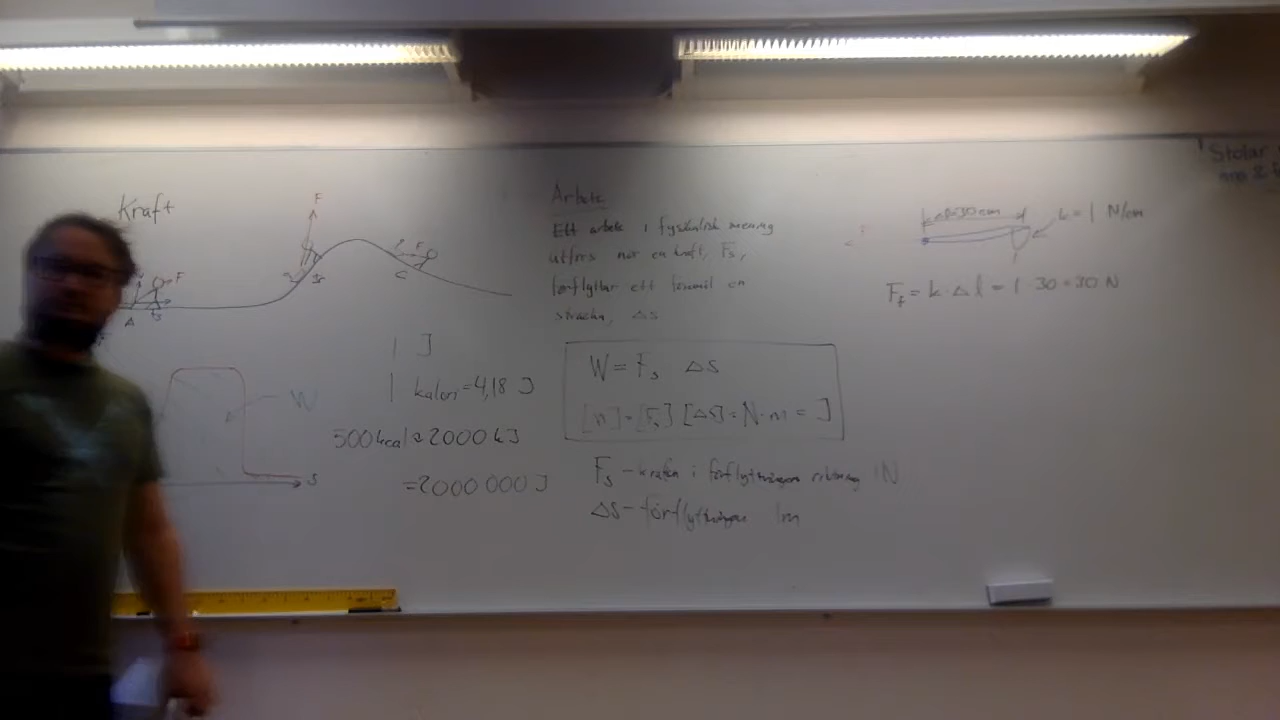 Kraft
F
F
F
A
C
W
S
1 J
1 kalori = 4,18 J
500 kcal ≈ 2000 kJ
= 2000 000 J
Arbete
Ett arbete i fysikalisk mening
utförs när en kraft, Fs,
förflyttar ett föremål en
sträcka, Δs
W = Fs Δs
[Fs] [Δs] = N·m = J
Fs – kraften i förflyttningens riktning 1N
Δs – förflyttningen 1m
k = 1 N/cm
F = k·Δl = 1·30 = 30 N
Stolar